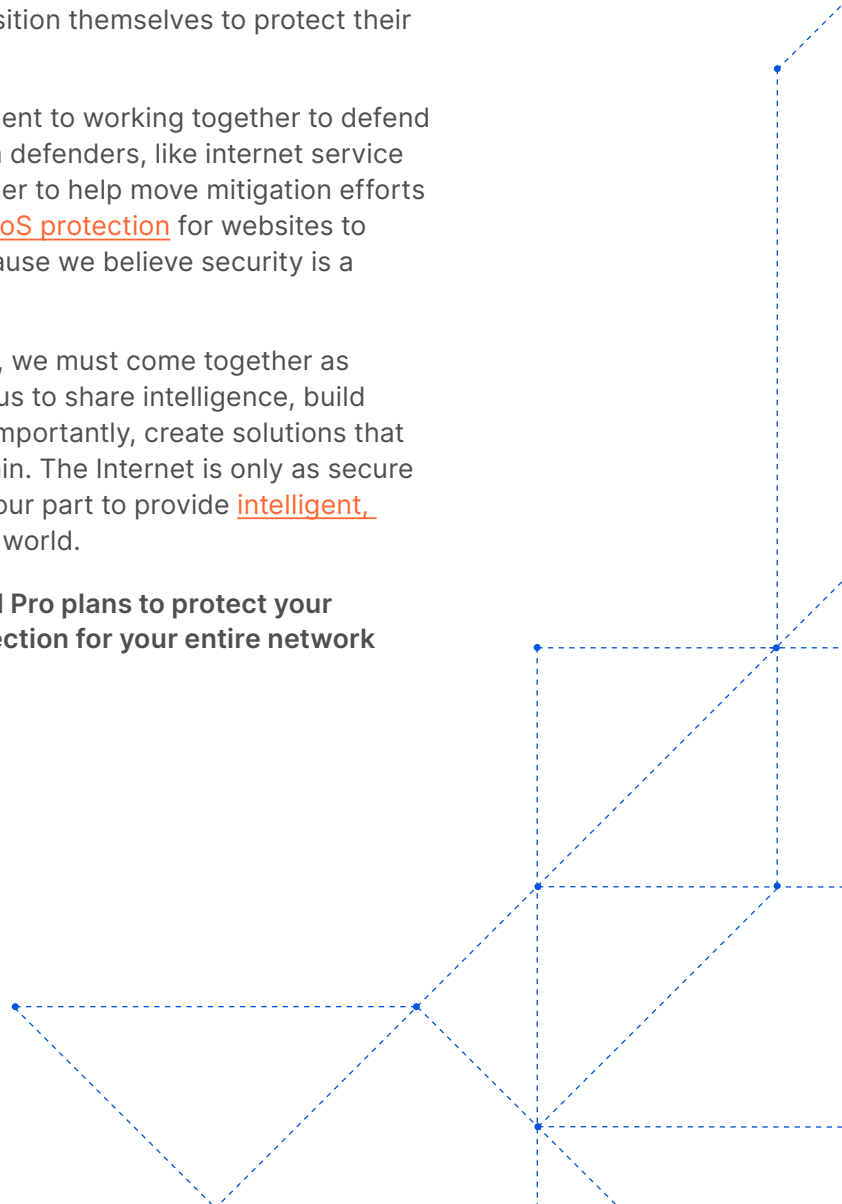 sition themselves to protect their
ent to working together to defend
defenders, like internet service
er to help move mitigation efforts
oS protection for websites to
ause we believe security is a
, we must come together as
us to share intelligence, build
mportantly, create solutions that
in. The Internet is only as secure
our part to provide intelligent,
world.
Pro plans to protect your
ection for your entire network